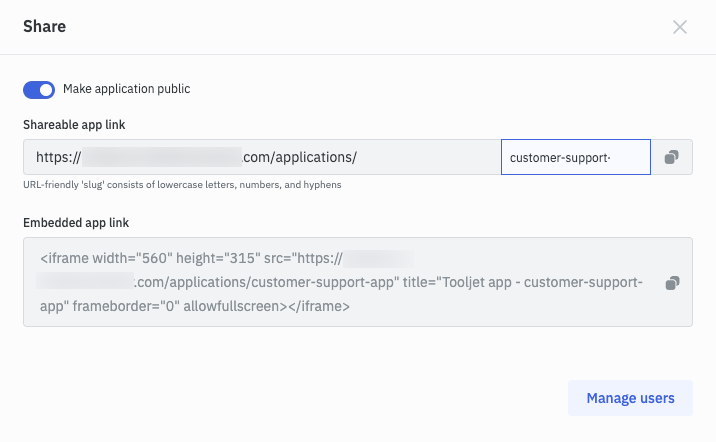 Share
Make application public
Shareable app link
https:// .com/applications/ customer-support-
URL-friendly 'slug' consists of lowercase letters, numbers, and hyphens
Embedded app link
<iframe width="560" height="315" src="https://
.com/applications/customer-support-app" title="Tooljet app - customer-support-
app" frameborder="0" allowfullscreen></iframe>
Manage users